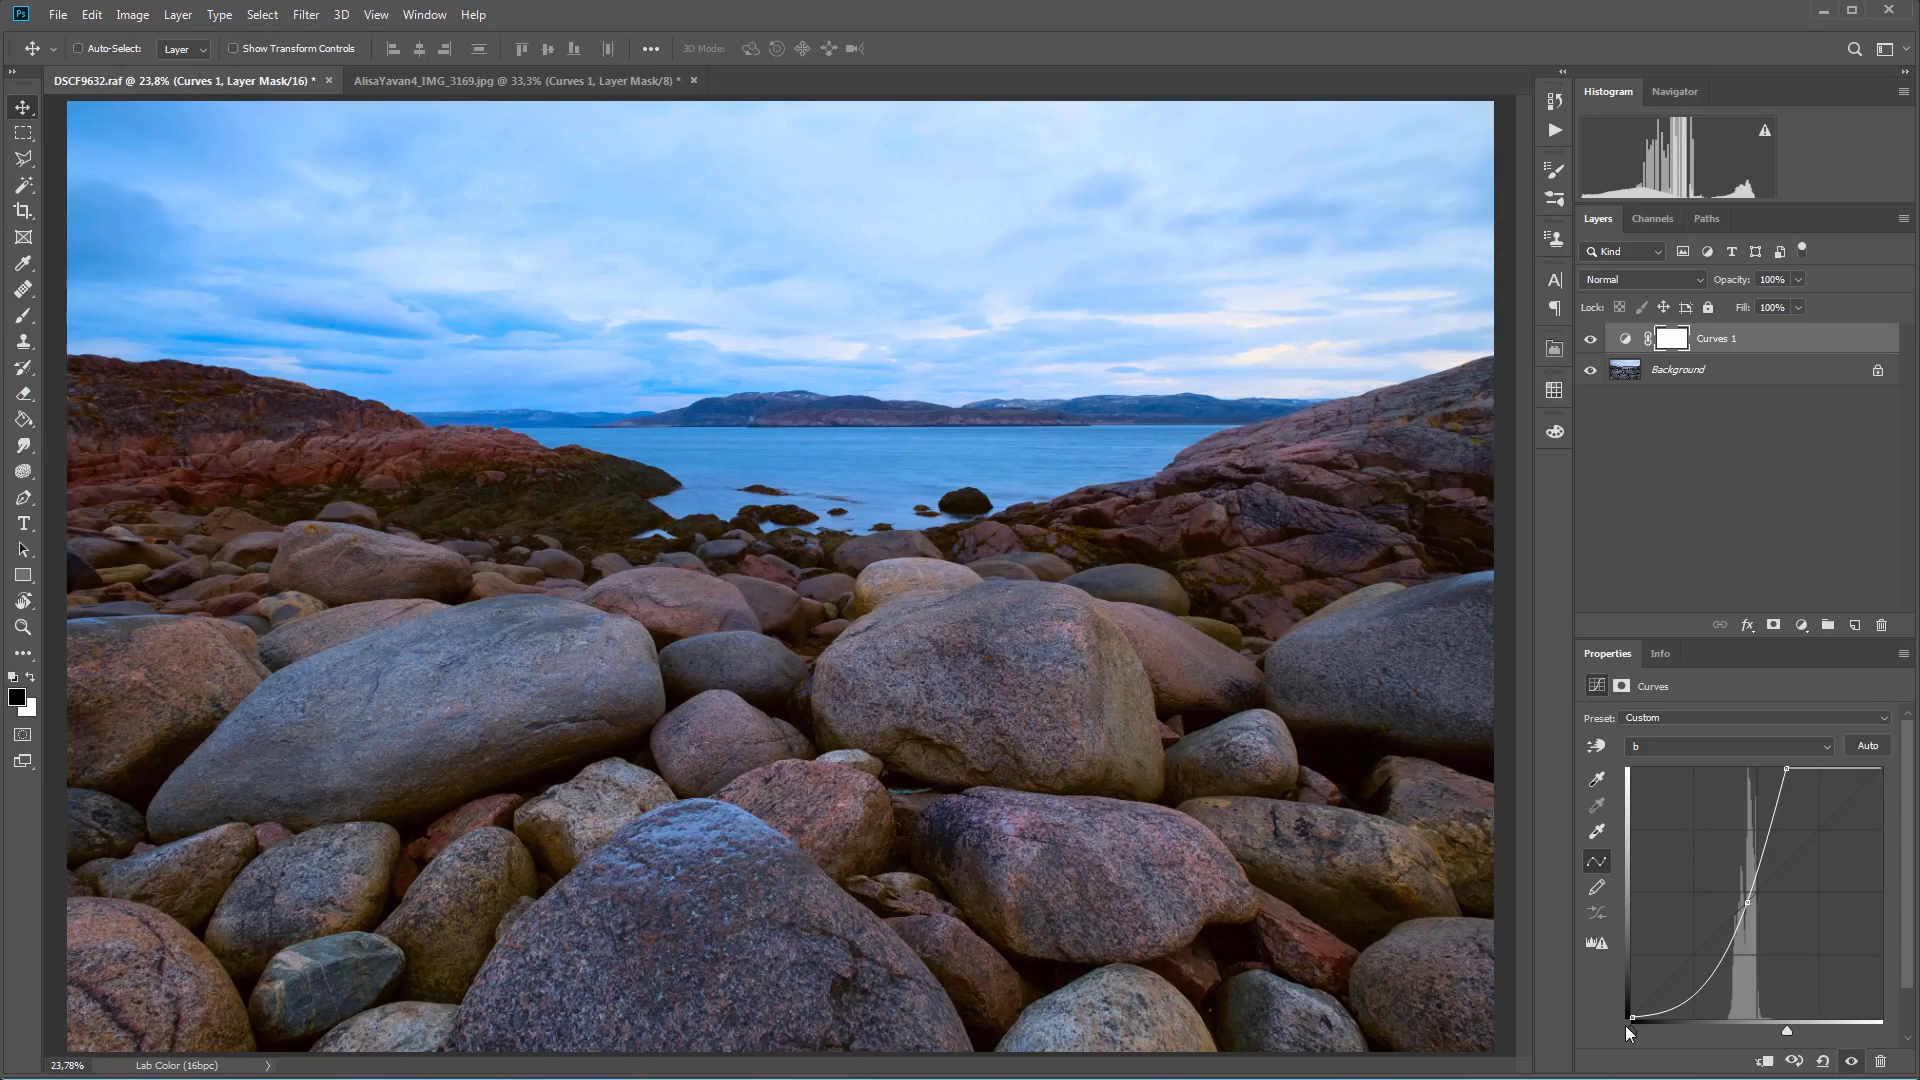 Ps File Edit Image Layer Type Select Filter 3D View Window Help
Auto-Select: Layer Show Transform Controls 3D Mode:
DSCF9632.raf @ 23,8% (Curves 1, Layer Mask/16) * AlisaYavan4_IMG_3169.jpg @ 33,3% (Curves 1, Layer Mask/8) *
Histogram Navigator
Layers Channels Paths
Kind
Normal Opacity: 100%
Lock: Fill: 100%
Curves 1
Background
fx
Properties Info
Curves
Preset: Custom
b Auto
23,78% Lab Color (16bpc)